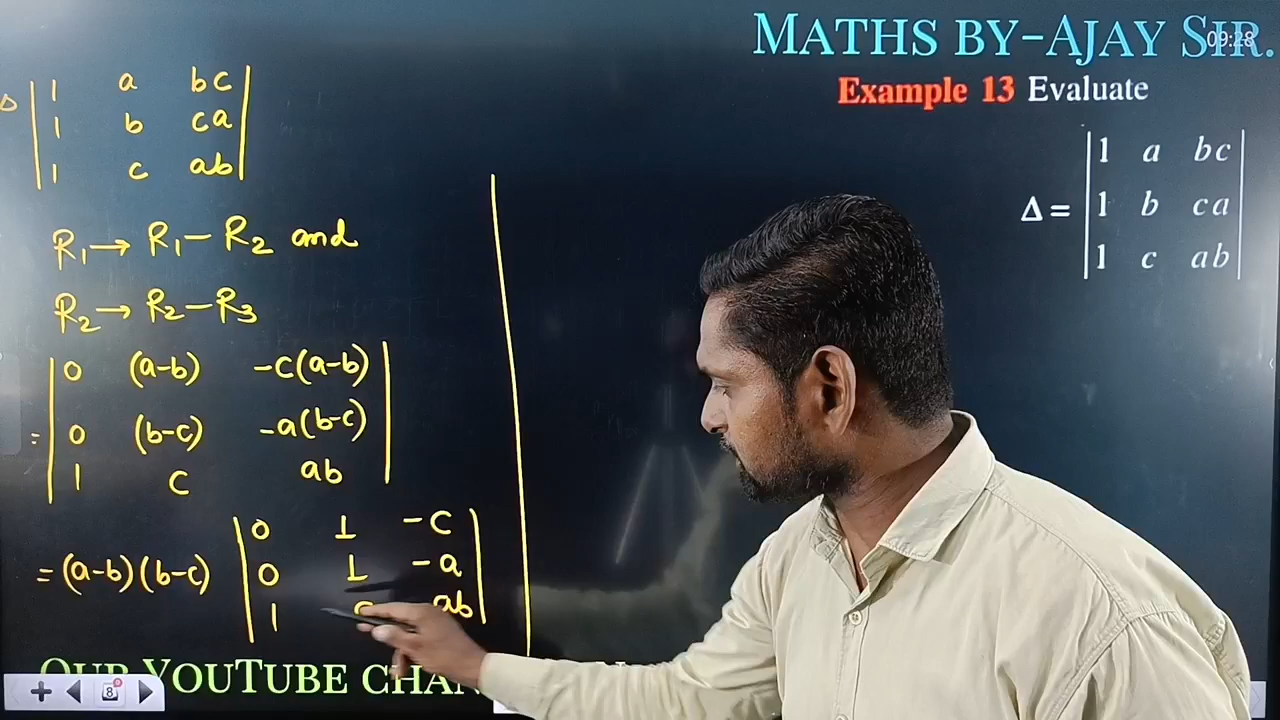 MATHS BY-AJAY SIR.
09:28
Example 13 Evaluate
Δ = | 1 a bc |
| 1 b ca |
| 1 c ab |
Δ | 1 a bc |
| 1 b ca |
| 1 c ab |
R₁→ R₁-R₂ and
R₂→ R₂-R₃
| 0 (a-b) -c(a-b) |
= | 0 (b-c) -a(b-c) |
| 1 c ab |
| 0 1 -c |
= (a-b)(b-c) | 0 1 -a |
| 1 c ab |
OUR YOUTUBE CHAN
8